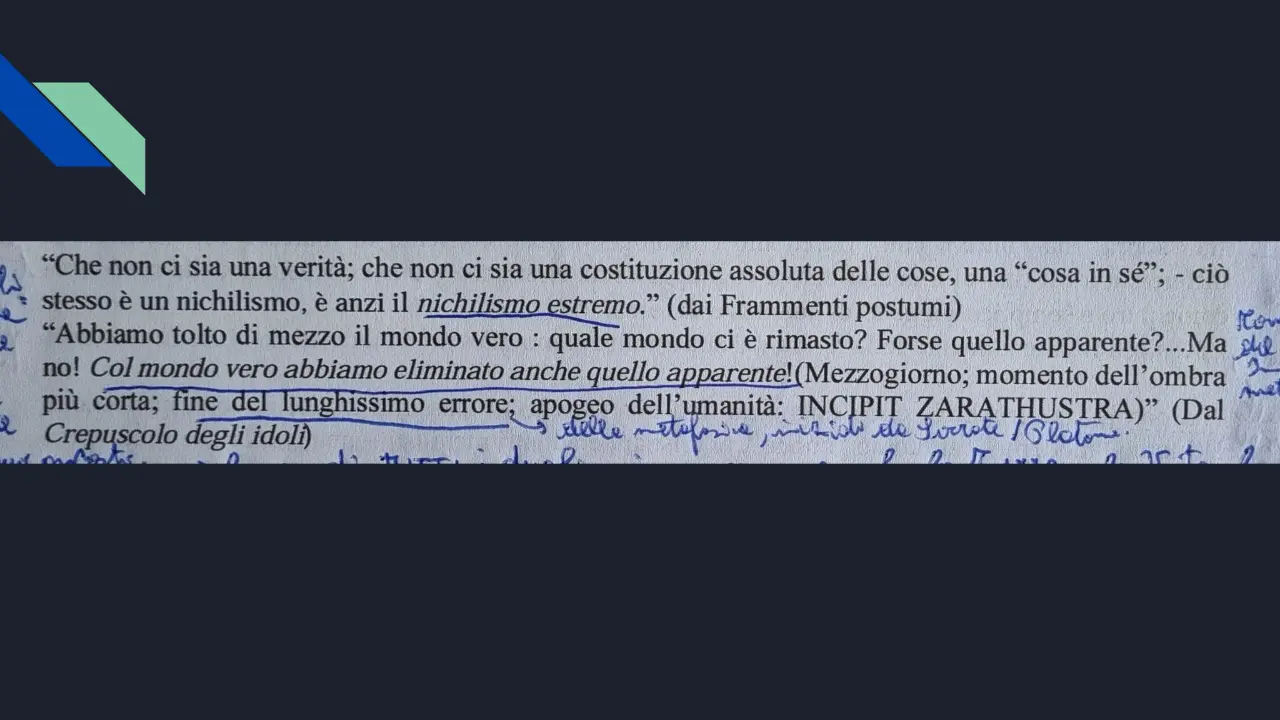 “Che non ci sia una verità; che non ci sia una costituzione assoluta delle cose, una “cosa in sé”; - ciò
stesso è un nichilismo, è anzi il nichilismo estremo.” (dai Frammenti postumi)
“Abbiamo tolto di mezzo il mondo vero : quale mondo ci è rimasto? Forse quello apparente?...Ma
no! Col mondo vero abbiamo eliminato anche quello apparente!(Mezzogiorno; momento dell’ombra
più corta; fine del lunghissimo errore; apogeo dell’umanità: INCIPIT ZARATHUSTRA)” (Dal
della metafisica, iniziato da Socrate/Platone.
Crepuscolo degli idoli)